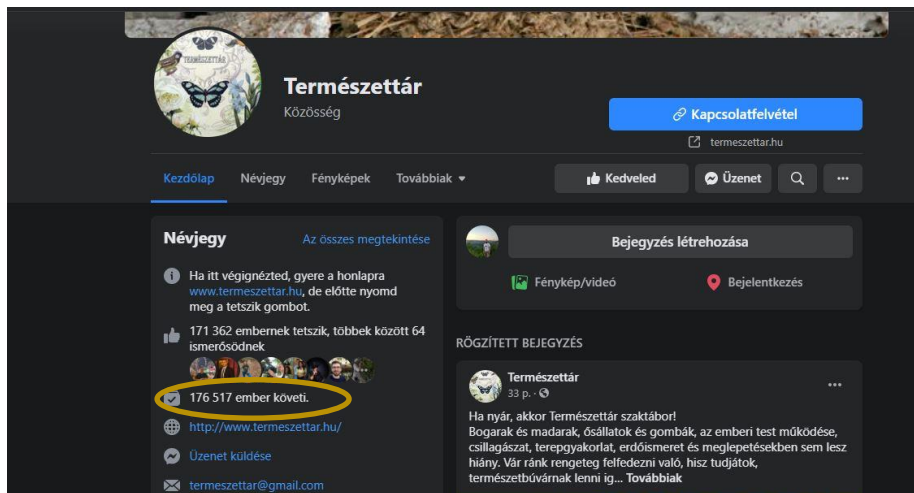 TERMÉSZETTÁR
Természettár
Közösség
Kapcsolatfelvétel
termeszettar.hu
Kezdőlap Névjegy Fényképek Továbbiak
Kedveled Üzenet ...
Névjegy Az összes megtekintése
Ha itt végignézted, gyere a honlapra
www.termeszettar.hu, de előtte nyomd
meg a tetszik gombot.
171 362 embernek tetszik, többek között 64
ismerősödnek
176 517 ember követi.
http://www.termeszettar.hu/
Üzenet küldése
termeszettar@gmail.com
Bejegyzés létrehozása
Fénykép/videó Bejelentkezés
RÖGZÍTETT BEJEGYZÉS
Természettár
33 p. ·
Ha nyár, akkor Természettár szaktábor!
Bogarak és madarak, ősállatok és gombák, az emberi test működése,
csillagászat, terepgyakorlat, erdőismeret és meglepetésekben sem lesz
hiány. Vár ránk rengeteg felfedezni való, hisz tudjátok,
természetbúvárnak lenni ig... Továbbiak